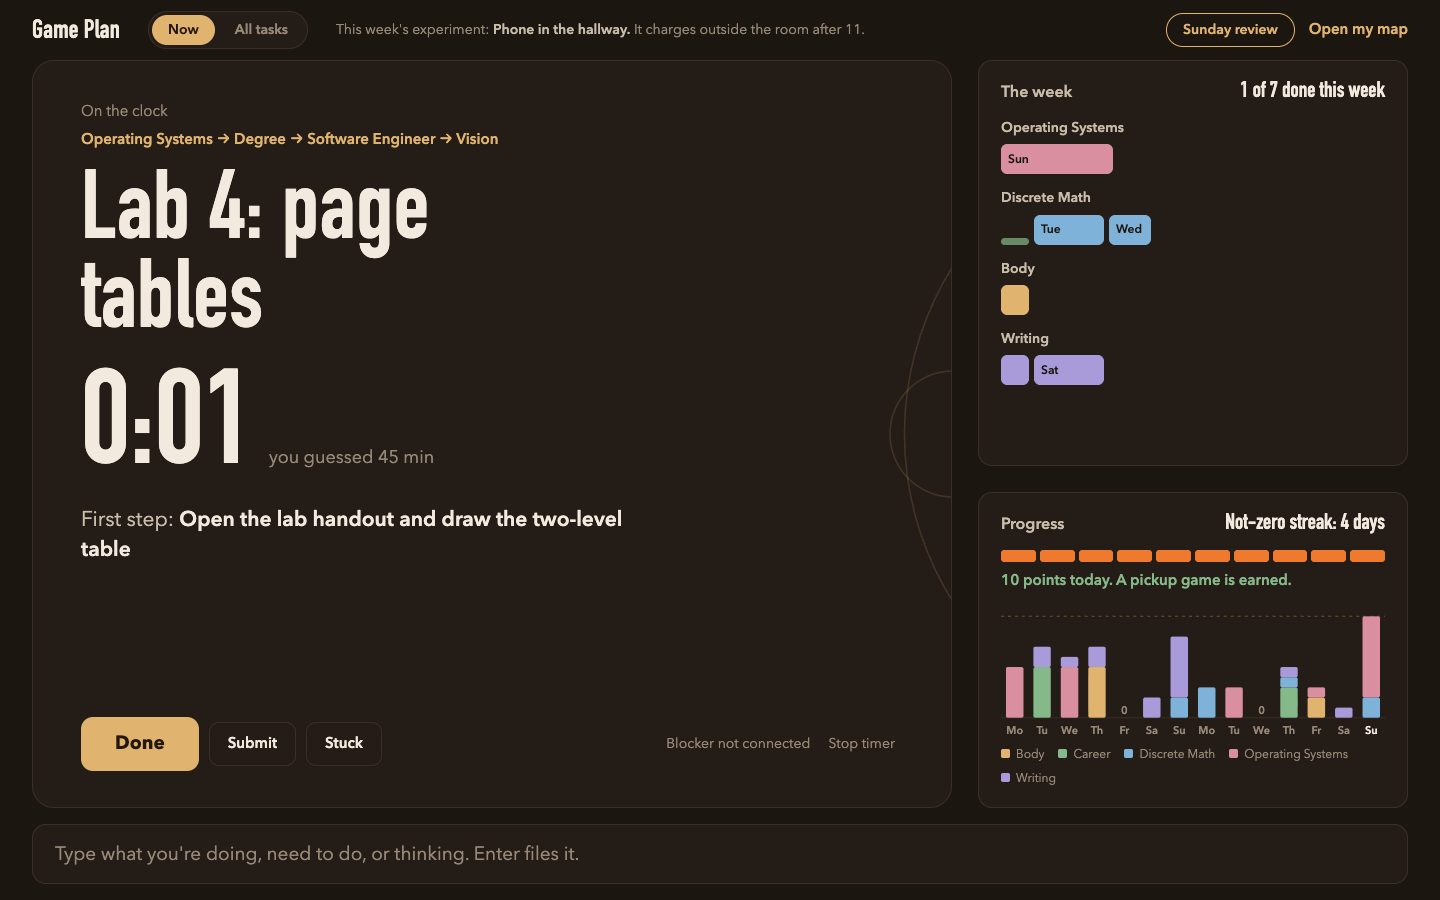 Game Plan
Now
All tasks
This week's experiment: Phone in the hallway. It charges outside the room after 11.
Sunday review
Open my map
On the clock
Operating Systems → Degree → Software Engineer → Vision
Lab 4: page
tables
0:01
you guessed 45 min
First step: Open the lab handout and draw the two-level
table
Done
Submit
Stuck
Blocker not connected
Stop timer
The week
1 of 7 done this week
Operating Systems
Sun
Discrete Math
Tue
Wed
Body
Writing
Sat
Progress
Not-zero streak: 4 days
10 points today. A pickup game is earned.
0
0
Mo Tu We Th Fr Sa Su Mo Tu We Th Fr Sa Su
Body
Career
Discrete Math
Operating Systems
Writing
Type what you're doing, need to do, or thinking. Enter files it.